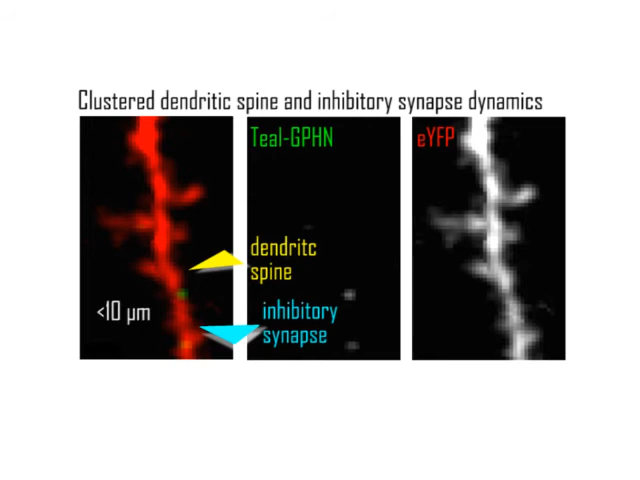 Clustered dendritic spine and inhibitory synapse dynamics
Teal-GPHN
eYFP
dendritc
spine
<10 μm
inhibitory
synapse